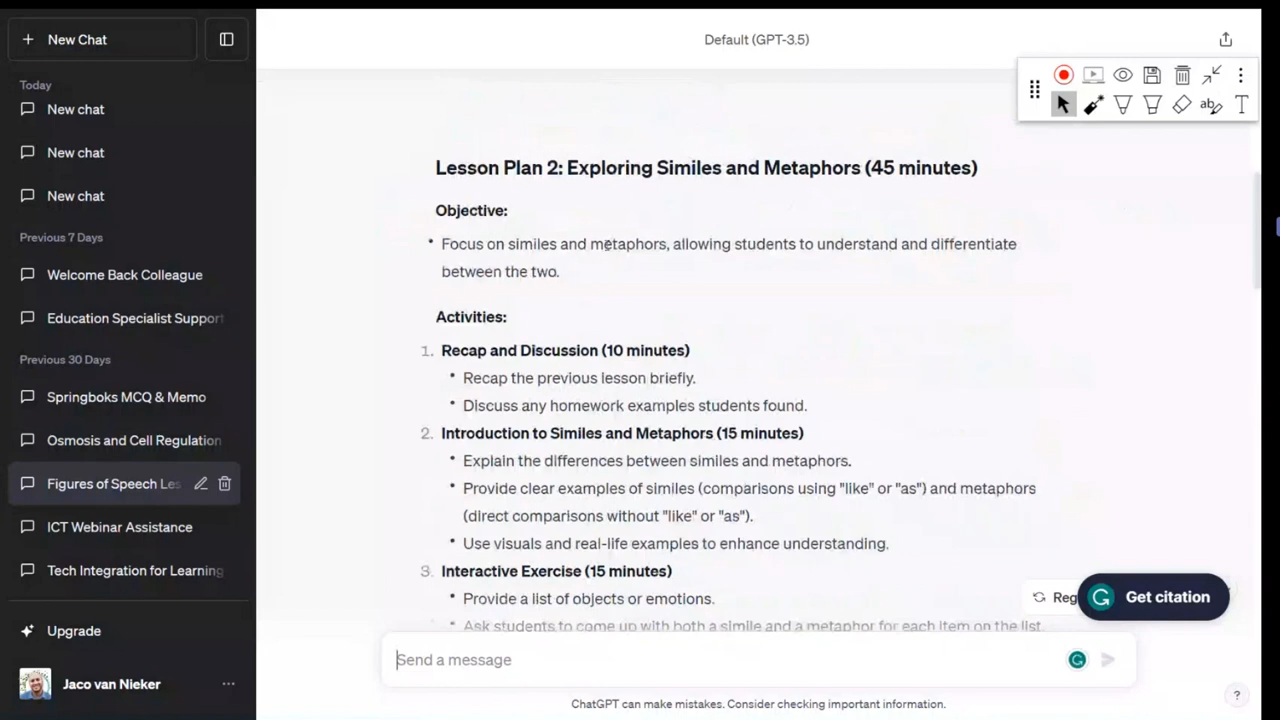 New Chat
Default (GPT-3.5)
Today
New chat
New chat
New chat
Previous 7 Days
Welcome Back Colleague
Education Specialist Support
Previous 30 Days
Springboks MCQ & Memo
Osmosis and Cell Regulation
Figures of Speech Les
ICT Webinar Assistance
Tech Integration for Learning
Upgrade
Jaco van Nieker
Lesson Plan 2: Exploring Similes and Metaphors (45 minutes)
Objective:
• Focus on similes and metaphors, allowing students to understand and differentiate
between the two.
Activities:
1. Recap and Discussion (10 minutes)
• Recap the previous lesson briefly.
• Discuss any homework examples students found.
2. Introduction to Similes and Metaphors (15 minutes)
• Explain the differences between similes and metaphors.
• Provide clear examples of similes (comparisons using "like" or "as") and metaphors
(direct comparisons without "like" or "as").
• Use visuals and real-life examples to enhance understanding.
3. Interactive Exercise (15 minutes)
• Provide a list of objects or emotions.
• Ask students to come up with both a simile and a metaphor for each item on the list.
Reg
Get citation
Send a message
ChatGPT can make mistakes. Consider checking important information.
?
ab
T